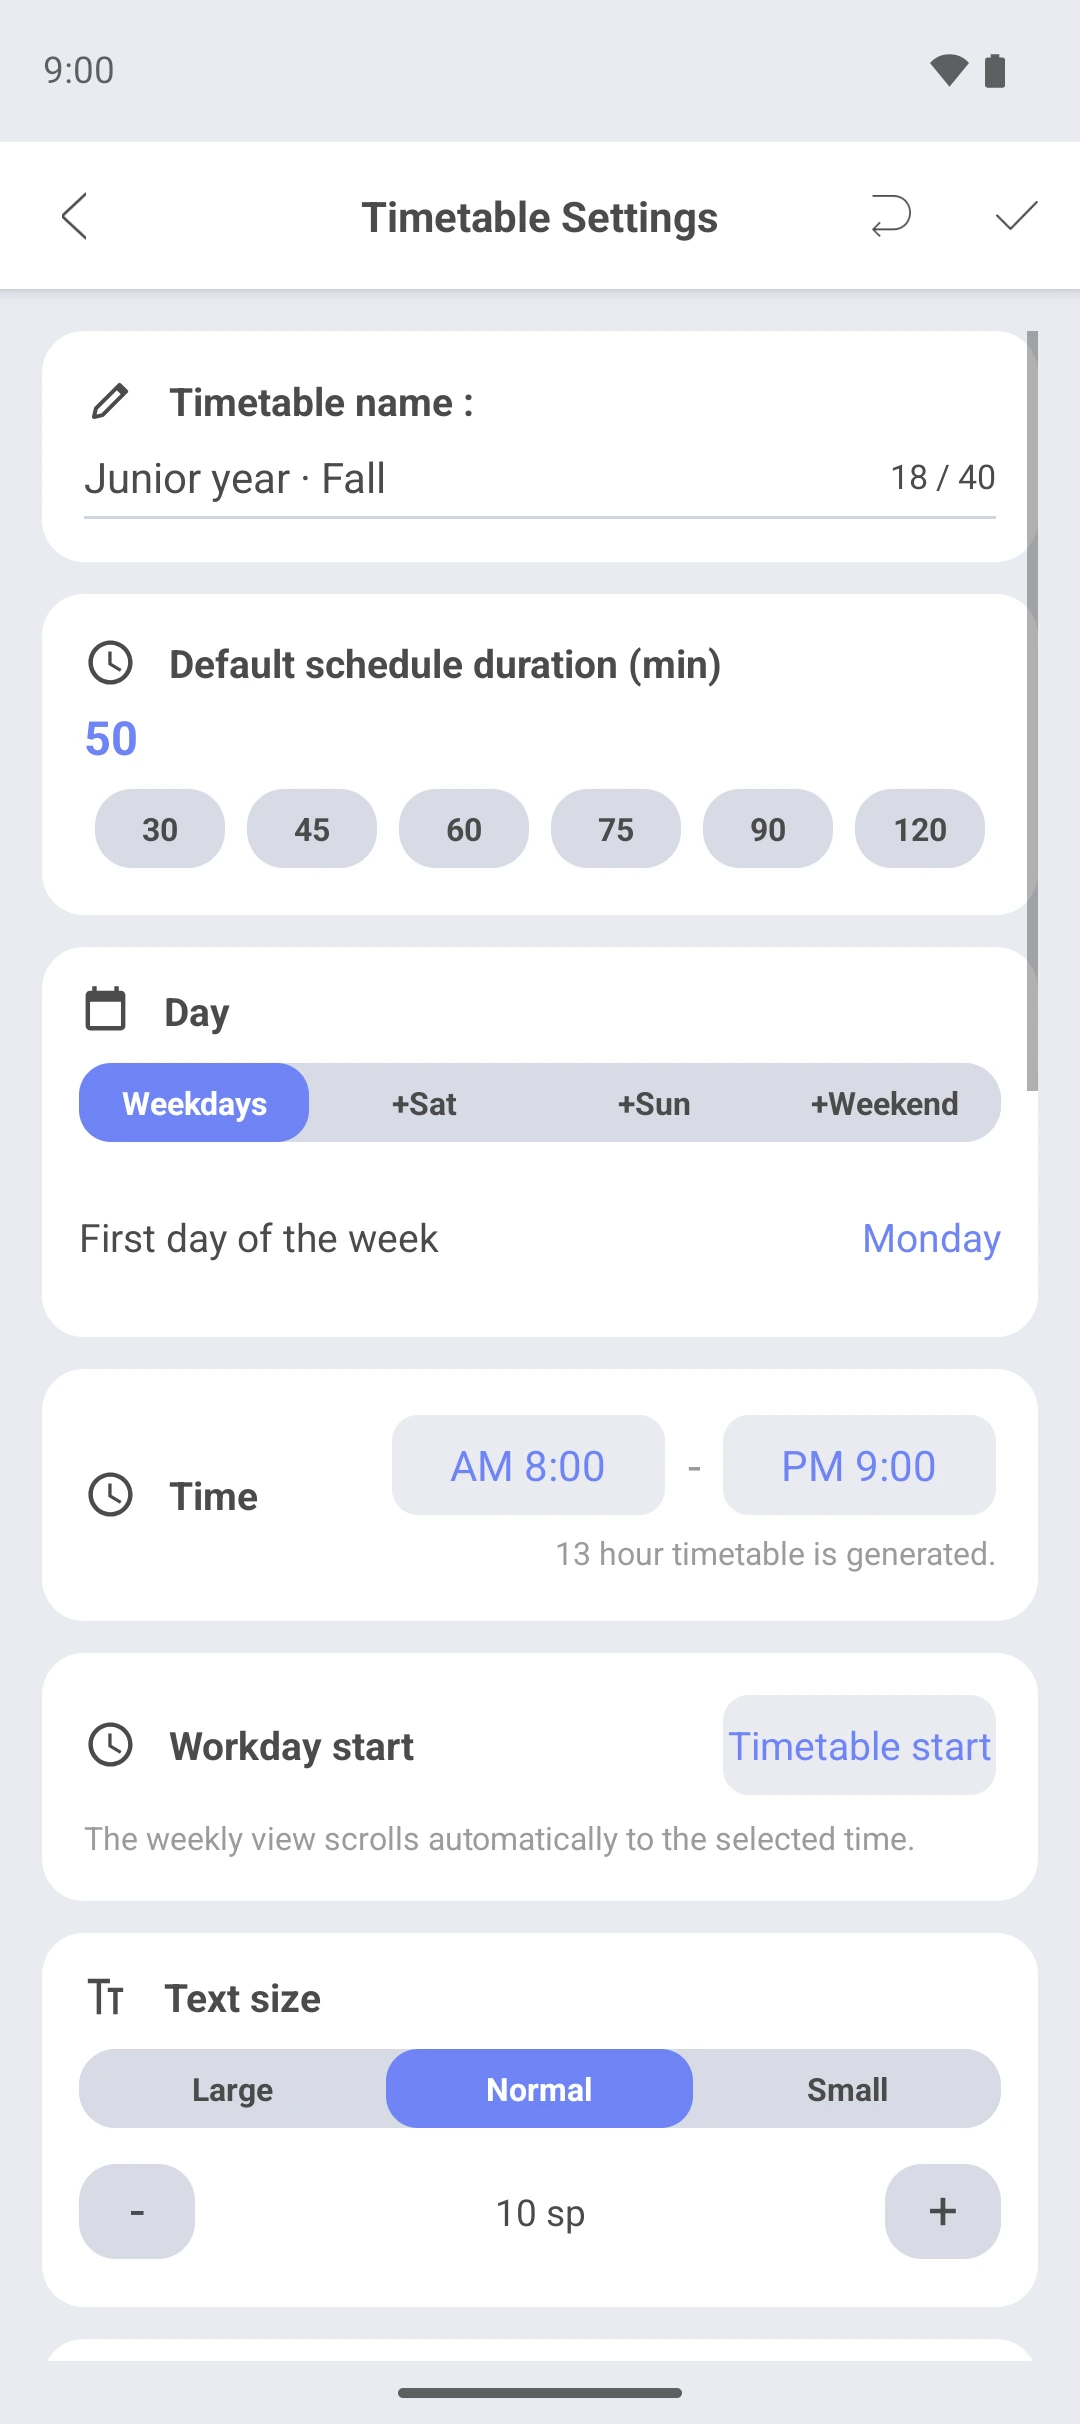 9:00
Timetable Settings
Timetable name :
Junior year · Fall
18 / 40
Default schedule duration (min)
50
30 45 60 75 90 120
Day
Weekdays +Sat +Sun +Weekend
First day of the week Monday
AM 8:00 - PM 9:00
Time
13 hour timetable is generated.
Workday start Timetable start
The weekly view scrolls automatically to the selected time.
Text size
Large Normal Small
- 10 sp +